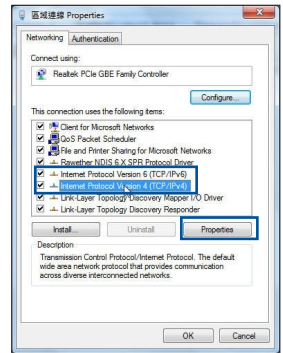 區域連線 Properties
Networking
Authentication
Connect using:
Realtek PCIe GBE Family Controller
Configure...
This connection uses the following items:
Client for Microsoft Networks
QoS Packet Scheduler
File and Printer Sharing for Microsoft Networks
Rawether NDIS 6.X SPR Protocol Driver
Internet Protocol Version 6 (TCP/IPv6)
Internet Protocol Version 4 (TCP/IPv4)
Link-Layer Topology Discovery Mapper I/O Driver
Link-Layer Topology Discovery Responder
Install...
Uninstall
Properties
Description
Transmission Control Protocol/Internet Protocol. The default
wide area network protocol that provides communication
across diverse interconnected networks.
OK
Cancel